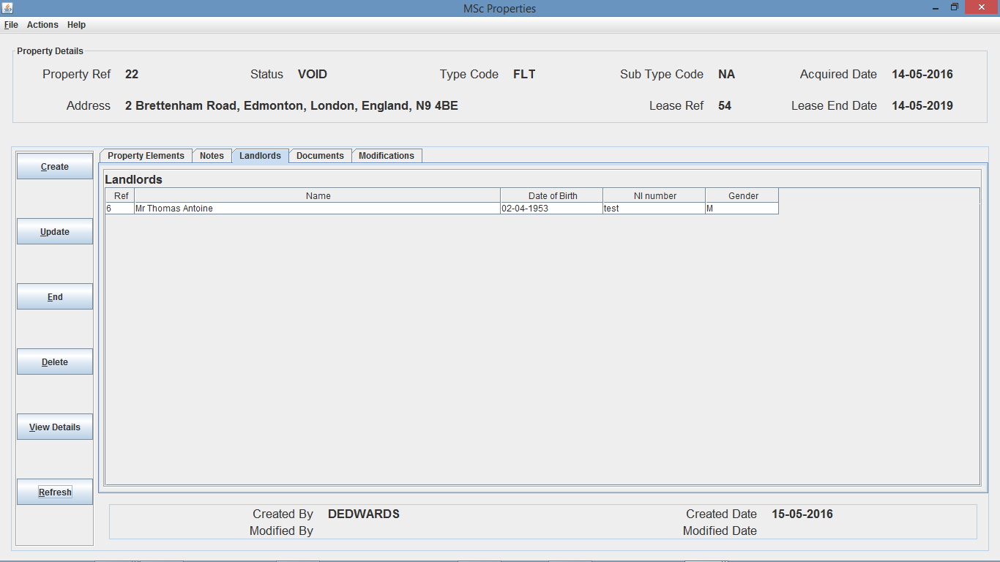 MSc Properties
File Actions Help
Property Details
Property Ref 22 Status VOID Type Code FLT Sub Type Code NA Acquired Date 14-05-2016
Address 2 Brettenham Road, Edmonton, London, England, N9 4BE Lease Ref 54 Lease End Date 14-05-2019
Property Elements Notes Landlords Documents Modifications
Create
Update
End
Delete
View Details
Refresh
Landlords
Ref Name Date of Birth NI number Gender
6 Mr Thomas Antoine 02-04-1953 test M
Created By DEDWARDS Created Date 15-05-2016
Modified By Modified Date